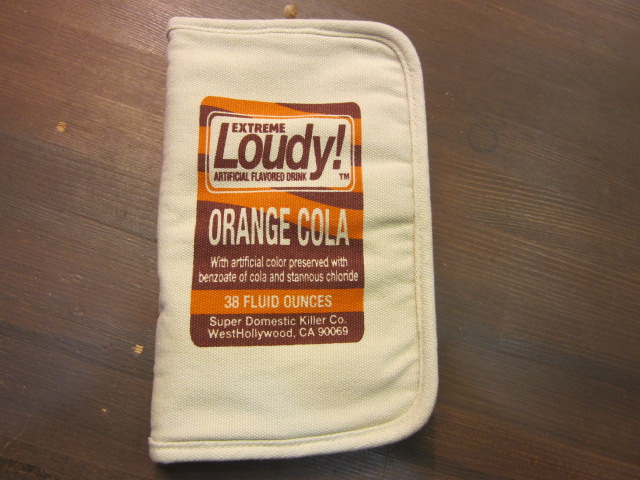 EXTREME
Loudy!
ARTIFICIAL FLAVORED DRINK TM
ORANGE COLA
With artificial color preserved with
benzoate of cola and stannous chloride
38 FLUID OUNCES
Super Domestic Killer Co.
WestHollywood, CA 90069